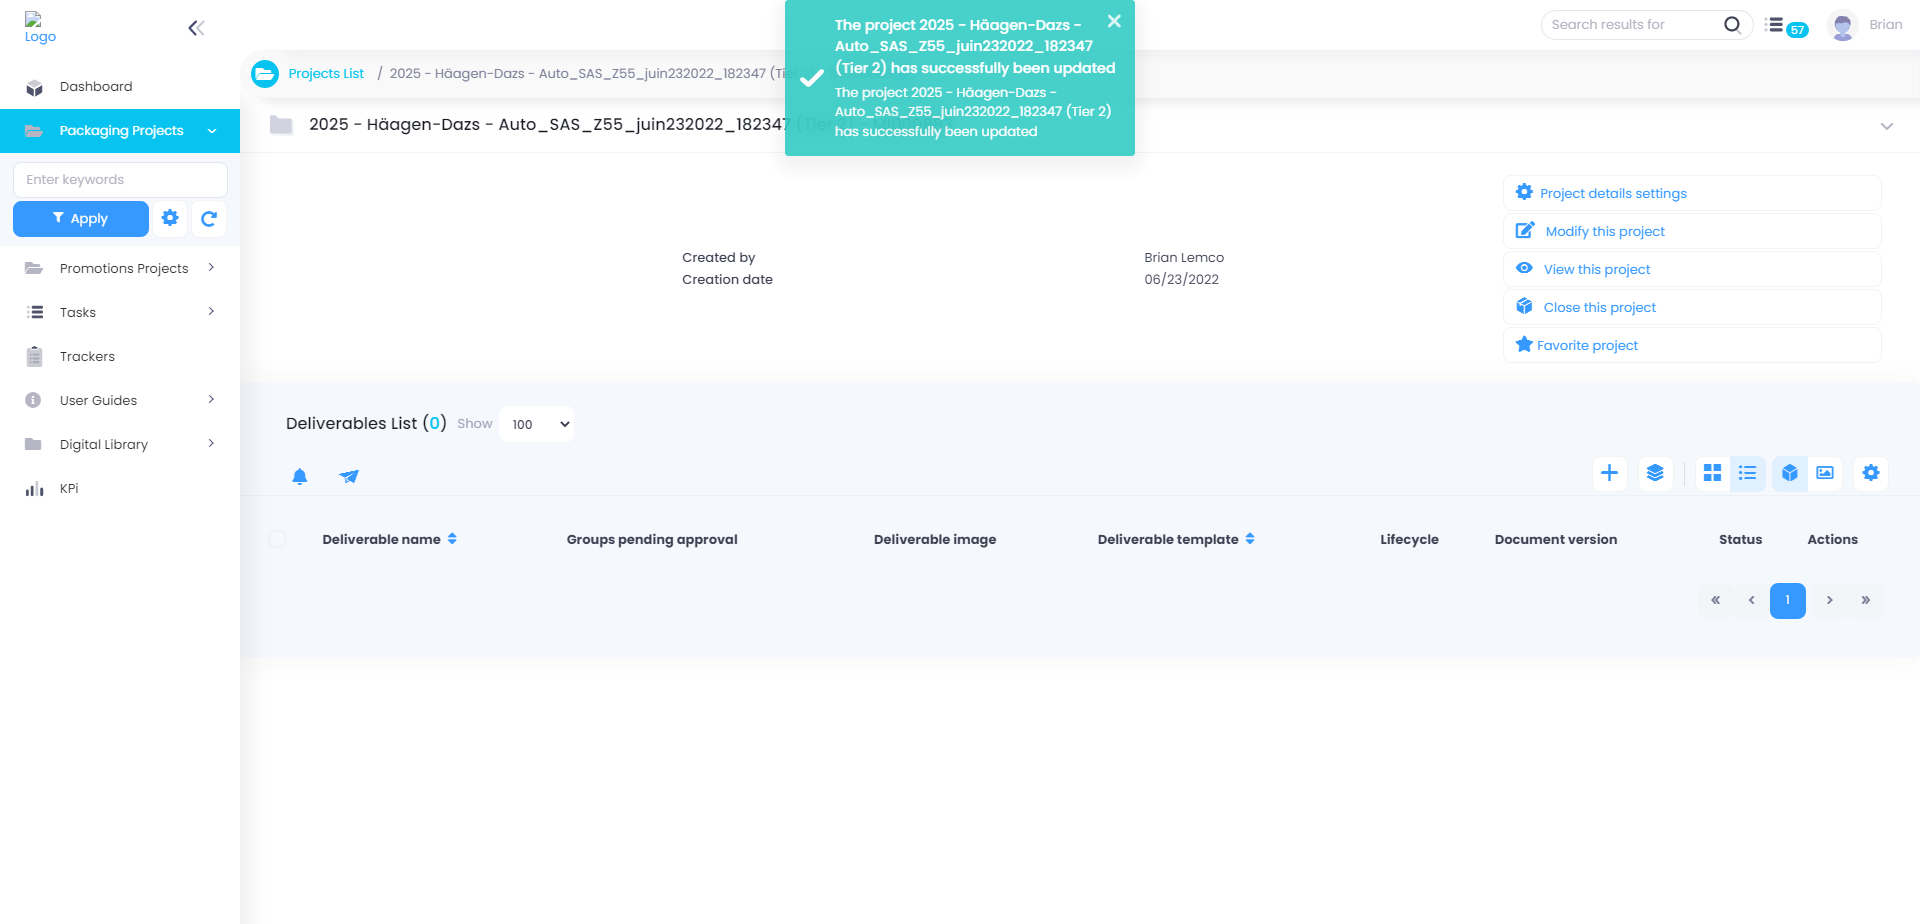 Logo
Search results for
57
Brian
The project 2025 - Häagen-Dazs -
Auto_SAS_Z55_juin232022_182347
(Tier 2) has successfully been updated
The project 2025 - Häagen-Dazs -
Auto_SAS_Z55_juin232022_182347 (Tier 2)
has successfully been updated
Dashboard
Packaging Projects
Enter keywords
Apply
Promotions Projects
Tasks
Trackers
User Guides
Digital Library
KPi
Projects List / 2025 - Häagen-Dazs - Auto_SAS_Z55_juin232022_182347
2025 - Häagen-Dazs - Auto_SAS_Z55_juin232022_182347
Created by Brian Lemco
Creation date 06/23/2022
Project details settings
Modify this project
View this project
Close this project
Favorite project
Deliverables List (0) Show 100
Deliverable name Groups pending approval Deliverable image Deliverable template Lifecycle Document version Status Actions
« ‹ 1 › »